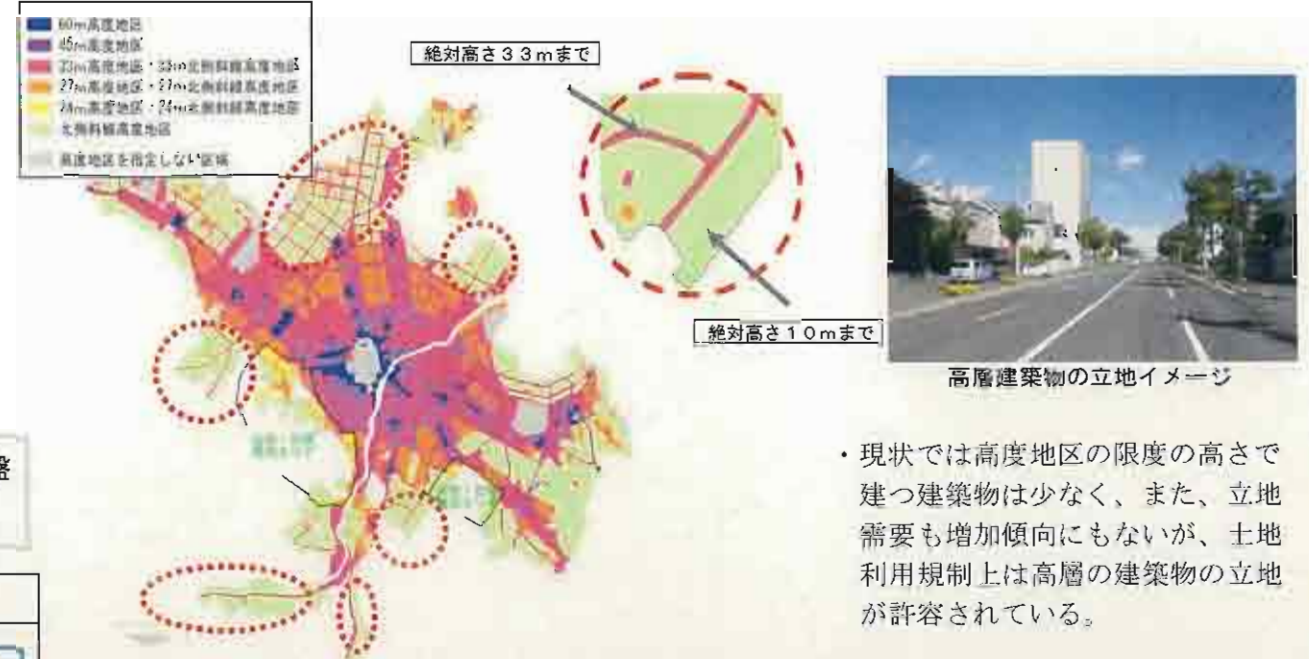 60m高度地区
45m高度地区
33m高度地区・33m北側斜線高度地区
27m高度地区・27m北側斜線高度地区
24m高度地区・24m北側斜線高度地区
北側斜線高度地区
高度地区を指定しない区域
絶対高さ33mまで
絶対高さ10mまで
高層建築物の立地イメージ
盤
・現状では高度地区の限度の高さで
建つ建築物は少なく、また、立地
需要も増加傾向にもないが、土地
利用規制上は高層の建築物の立地
が許容されている。